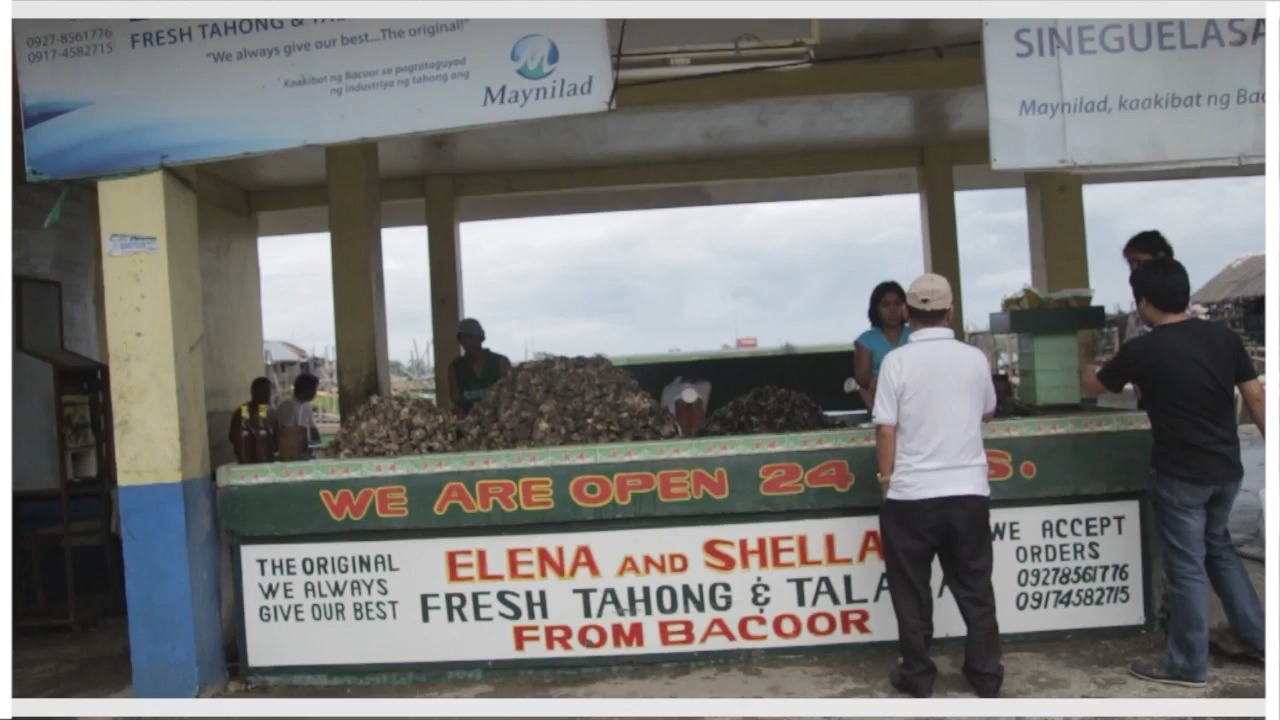 0927-8561776
0917-4582715
FRESH TAHONG &
"We always give our best...The original!"
Kaakibat ng Bacoor sa pagtataguyod
ng industriya ng tahong ang
Maynilad
SINEGUELASA
Maynilad, kaakibat ng Bac
WE ARE OPEN 24 S.
THE ORIGINAL
WE ALWAYS
GIVE OUR BEST
ELENA AND SHELLA
FRESH TAHONG & TALA
FROM BACOOR
WE ACCEPT
ORDERS
09278561776
09174582715